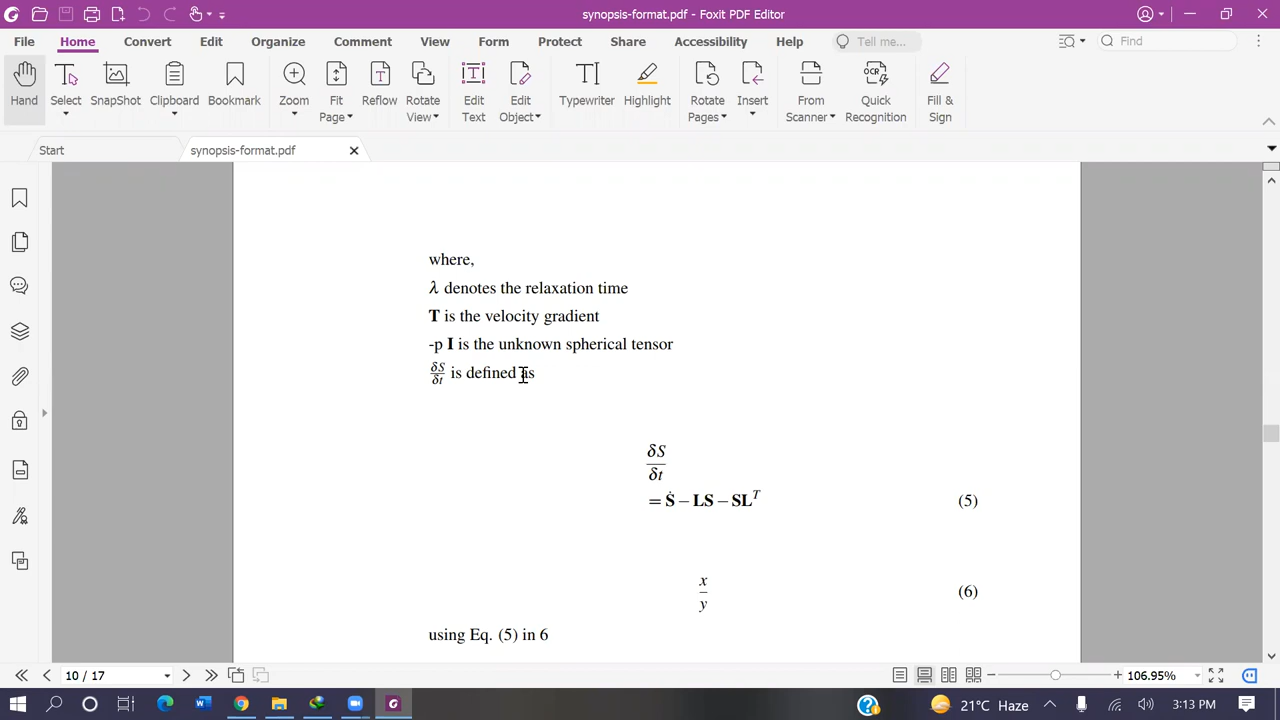 synopsis-format.pdf - Foxit PDF Editor
File Home Convert Edit Organize Comment View Form Protect Share Accessibility Help Tell me... Find
Hand Select SnapShot Clipboard Bookmark Zoom Fit Page Reflow Rotate View Edit Text Edit Object Typewriter Highlight Rotate Pages Insert From Scanner OCR Quick Recognition Fill & Sign
Start synopsis-format.pdf
where,
λ denotes the relaxation time
T is the velocity gradient
-p I is the unknown spherical tensor
δS/δt is defined as
δS
δt
= Ṡ − LS − SL^T (5)
x
y
(6)
using Eq. (5) in 6
10 / 17 106.95%
W 21°C Haze 3:13 PM